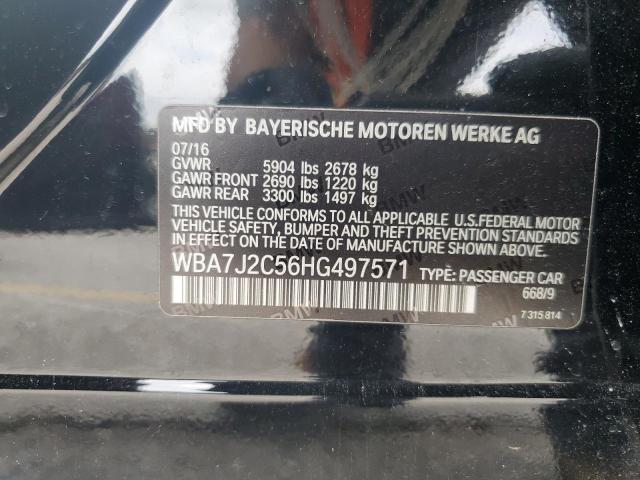 MFD BY BAYERISCHE MOTOREN WERKE AG
07/16
GVWR 5904 lbs 2678 kg
GAWR FRONT 2690 lbs 1220 kg
GAWR REAR 3300 lbs 1497 kg
THIS VEHICLE CONFORMS TO ALL APPLICABLE U.S.FEDERAL MOTOR
VEHICLE SAFETY, BUMPER AND THEFT PREVENTION
STANDARDS IN EFFECT ON THE DATE OF MANUFACTURE SHOWN ABOVE.
WBA7J2C56HG497571 TYPE: PASSENGER CAR
668/9
7 315 814